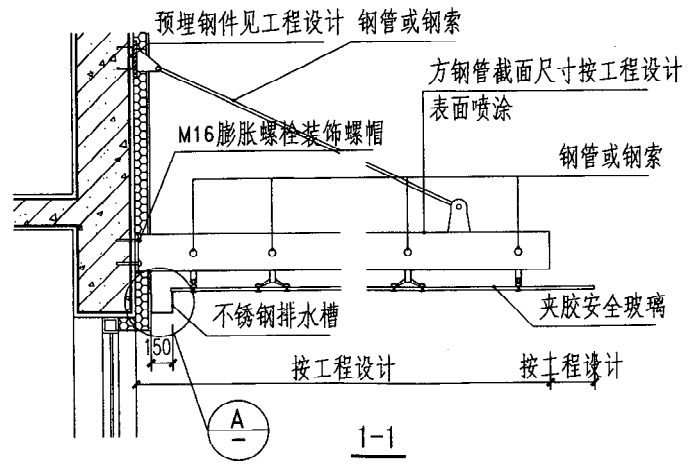 预埋钢件见工程设计 钢管或钢索
方钢管截面尺寸按工程设计
表面喷涂
M16膨胀螺栓装饰螺帽
钢管或钢索
夹胶安全玻璃
不锈钢排水槽
150
按工程设计 按工程设计
A
1-1